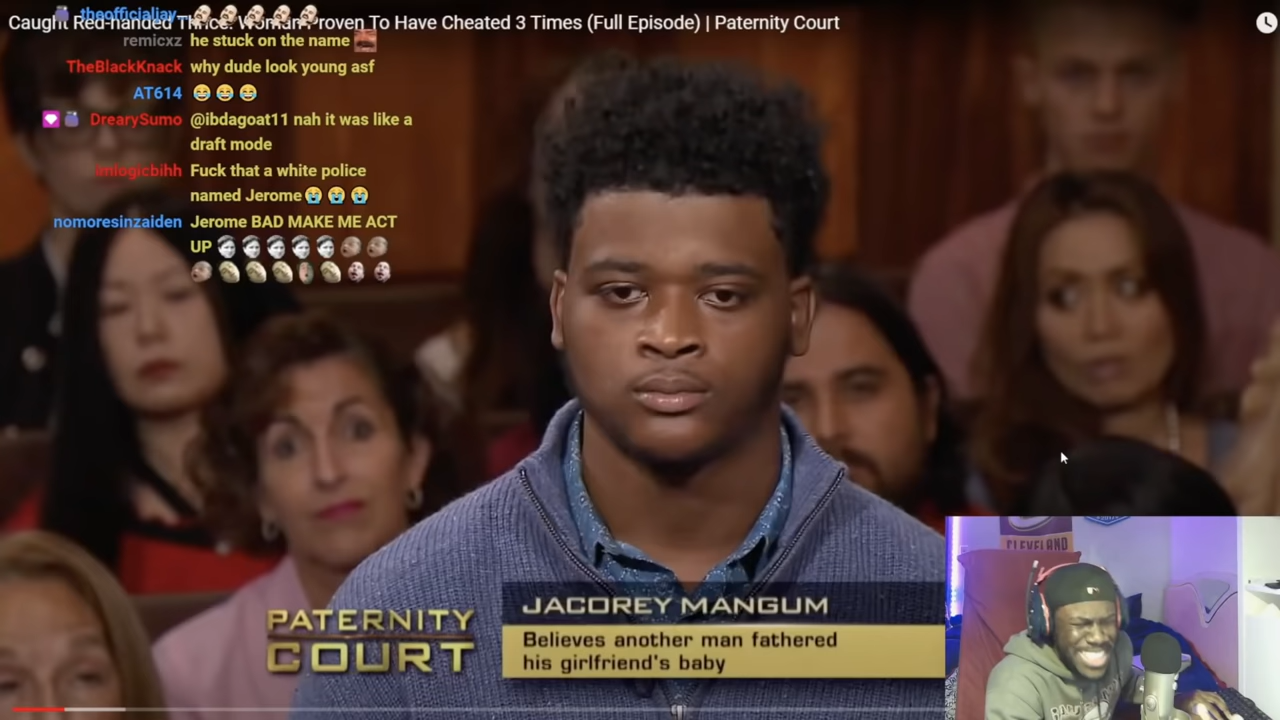 theofficialjay_
Caught Red-handed Thrice: Woman Proven To Have Cheated 3 Times (Full Episode) | Paternity Court
remicxz he stuck on the name
TheBlackKnack why dude look young asf
AT614
DrearySumo @ibdagoat11 nah it was like a
draft mode
Fuck that a white police
named Jerome
nomoresinzaiden Jerome BAD MAKE ME ACT
UP
CLEVELAND
PATERNITY
COURT
JACOREY MANGUM
Believes another man fathered
his girlfriend's baby